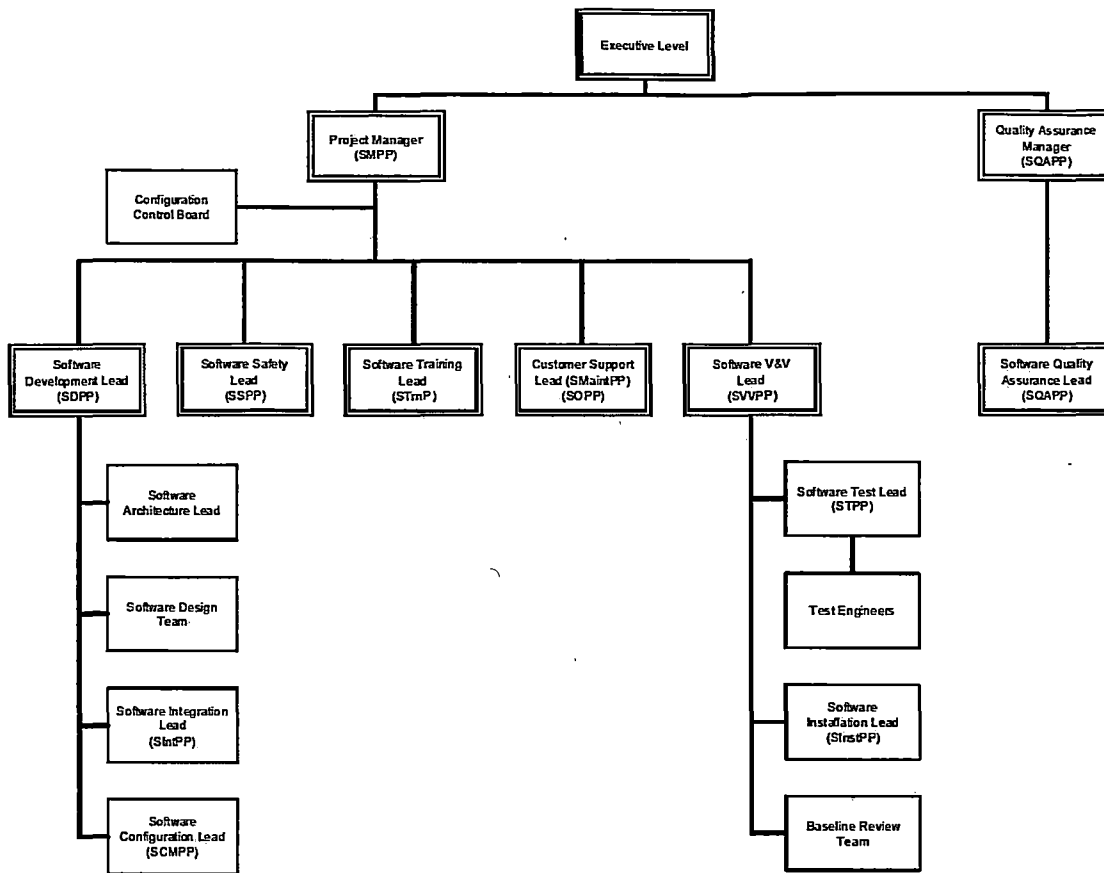 Executive Level
Project Manager
(SMPP)
Quality Assurance
Manager
(SQAPP)
Configuration
Control Board
Software
Development Lead
(SDPP)
Software Safety
Lead
(SSPP)
Software Training
Lead
(STrnP)
Customer Support
Lead (SMaintPP)
(SOPP)
Software V&V
Lead
(SVVPP)
Software Quality
Assurance Lead
(SQAPP)
Software
Architecture Lead
Software Design
Team
Software Integration
Lead
(SIntPP)
Software
Configuration Lead
(SCMPP)
Software Test Lead
(STPP)
Test Engineers
Software
Installation Lead
(SInstPP)
Baseline Review
Team